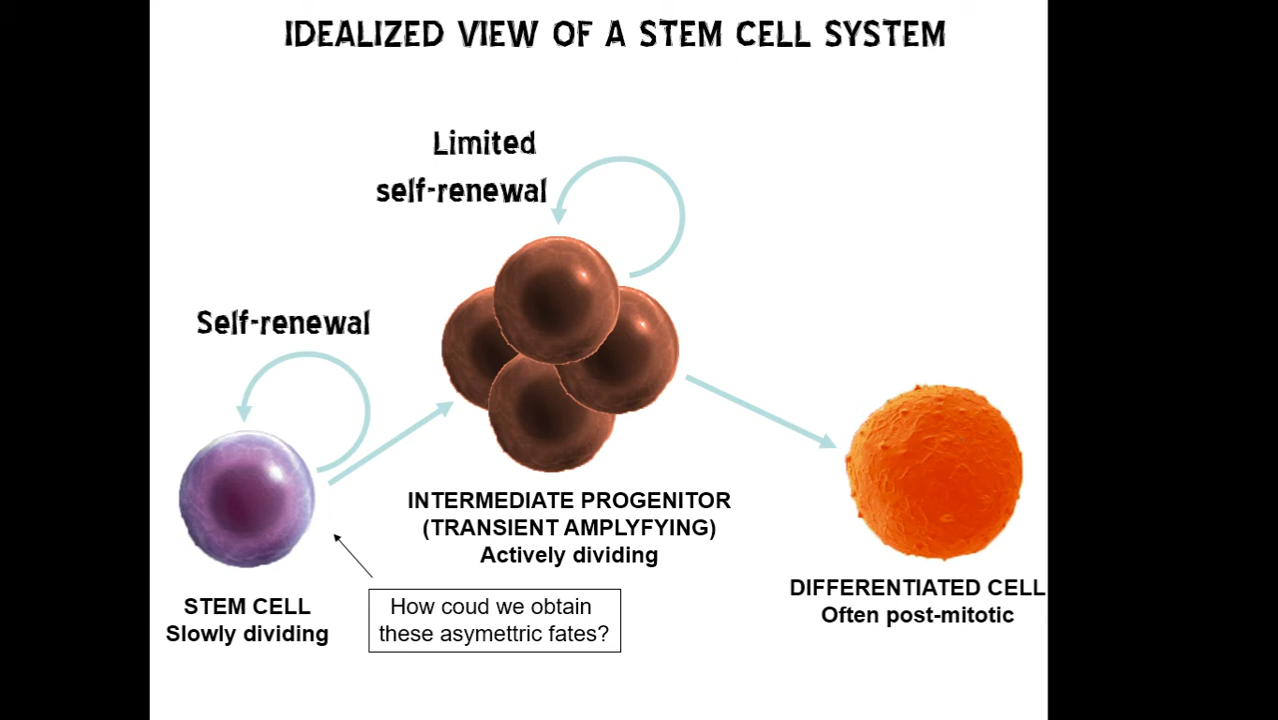 IDEALIZED VIEW OF A STEM CELL SYSTEM
Limited
self-renewal
Self-renewal
INTERMEDIATE PROGENITOR
(TRANSIENT AMPLYFYING)
Actively dividing
STEM CELL
Slowly dividing
How coud we obtain
these asymettric fates?
DIFFERENTIATED CELL
Often post-mitotic